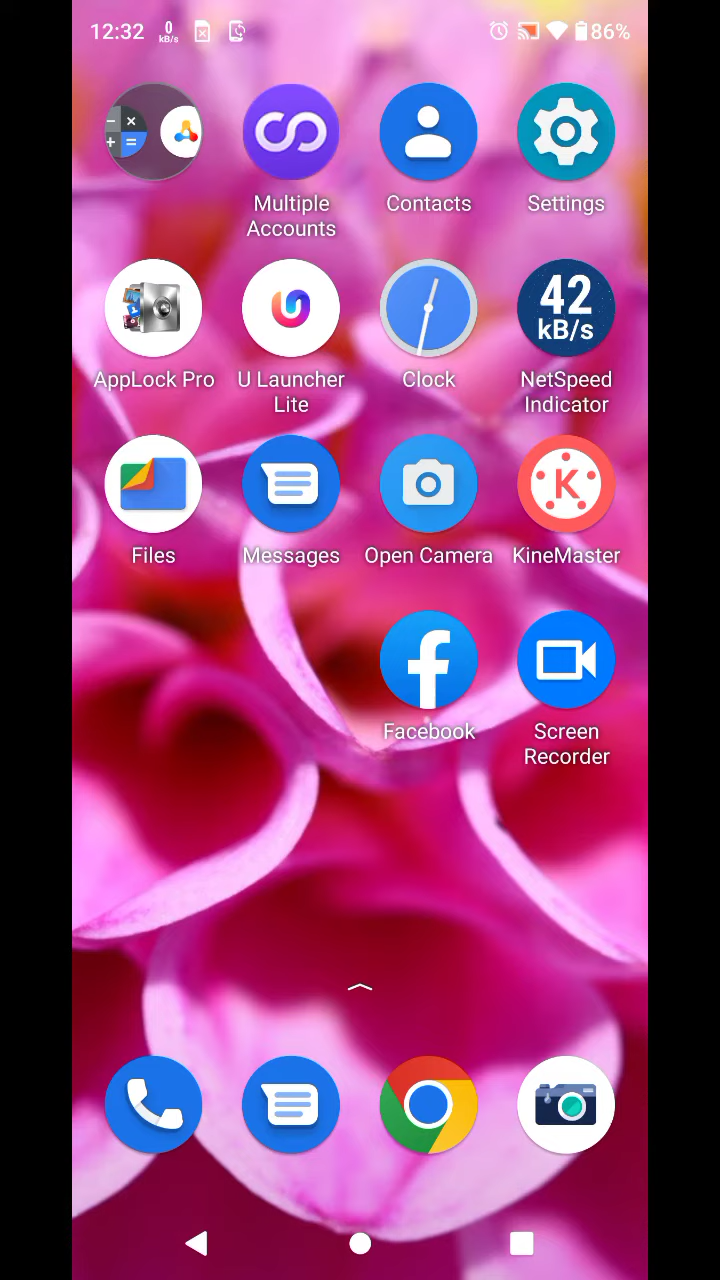 12:32 0 kB/s 86%
Multiple
Accounts
Contacts
Settings
42
kB/s
AppLock Pro
U Launcher
Lite
Clock
NetSpeed
Indicator
K
Files
Messages
Open Camera
KineMaster
f
Facebook
Screen
Recorder